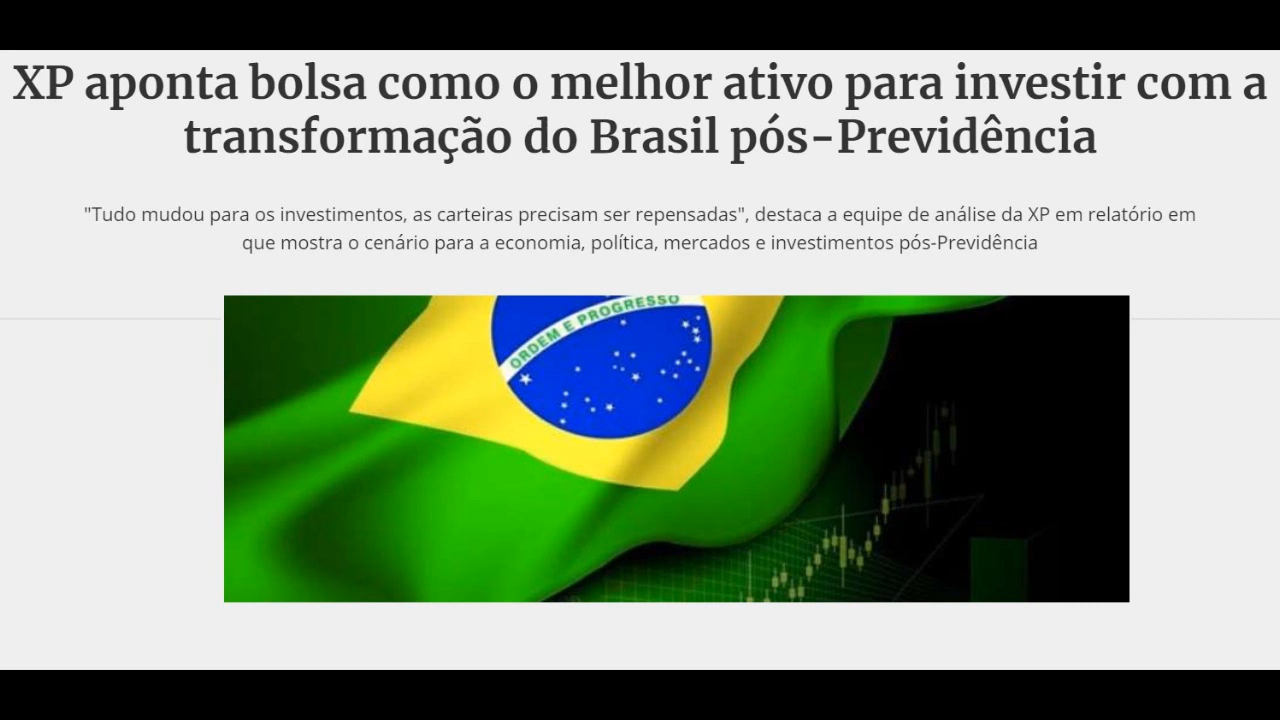 XP aponta bolsa como o melhor ativo para investir com a
transformação do Brasil pós-Previdência
"Tudo mudou para os investimentos, as carteiras precisam ser repensadas", destaca a equipe de análise da XP em relatório em
que mostra o cenário para a economia, política, mercados e investimentos pós-Previdência
ORDEM E PROGRESSO